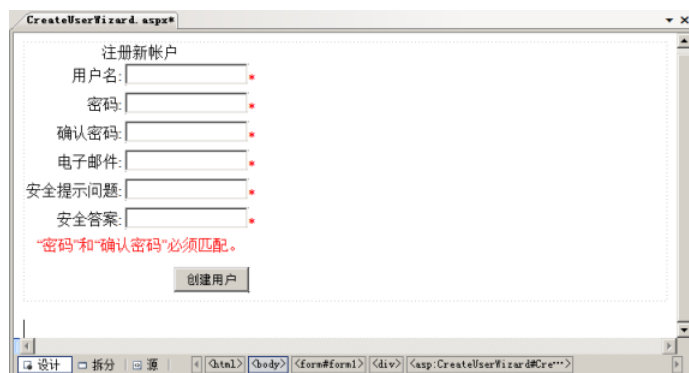 CreateUserWizard.aspx*
注册新帐户
用户名: *
密码: *
确认密码: *
电子邮件: *
安全提示问题: *
安全答案: *
“密码”和“确认密码”必须匹配。
创建用户
设计 拆分 源 <html> <body> <form#form1> <div> <asp:CreateUserWizard#Cre…>